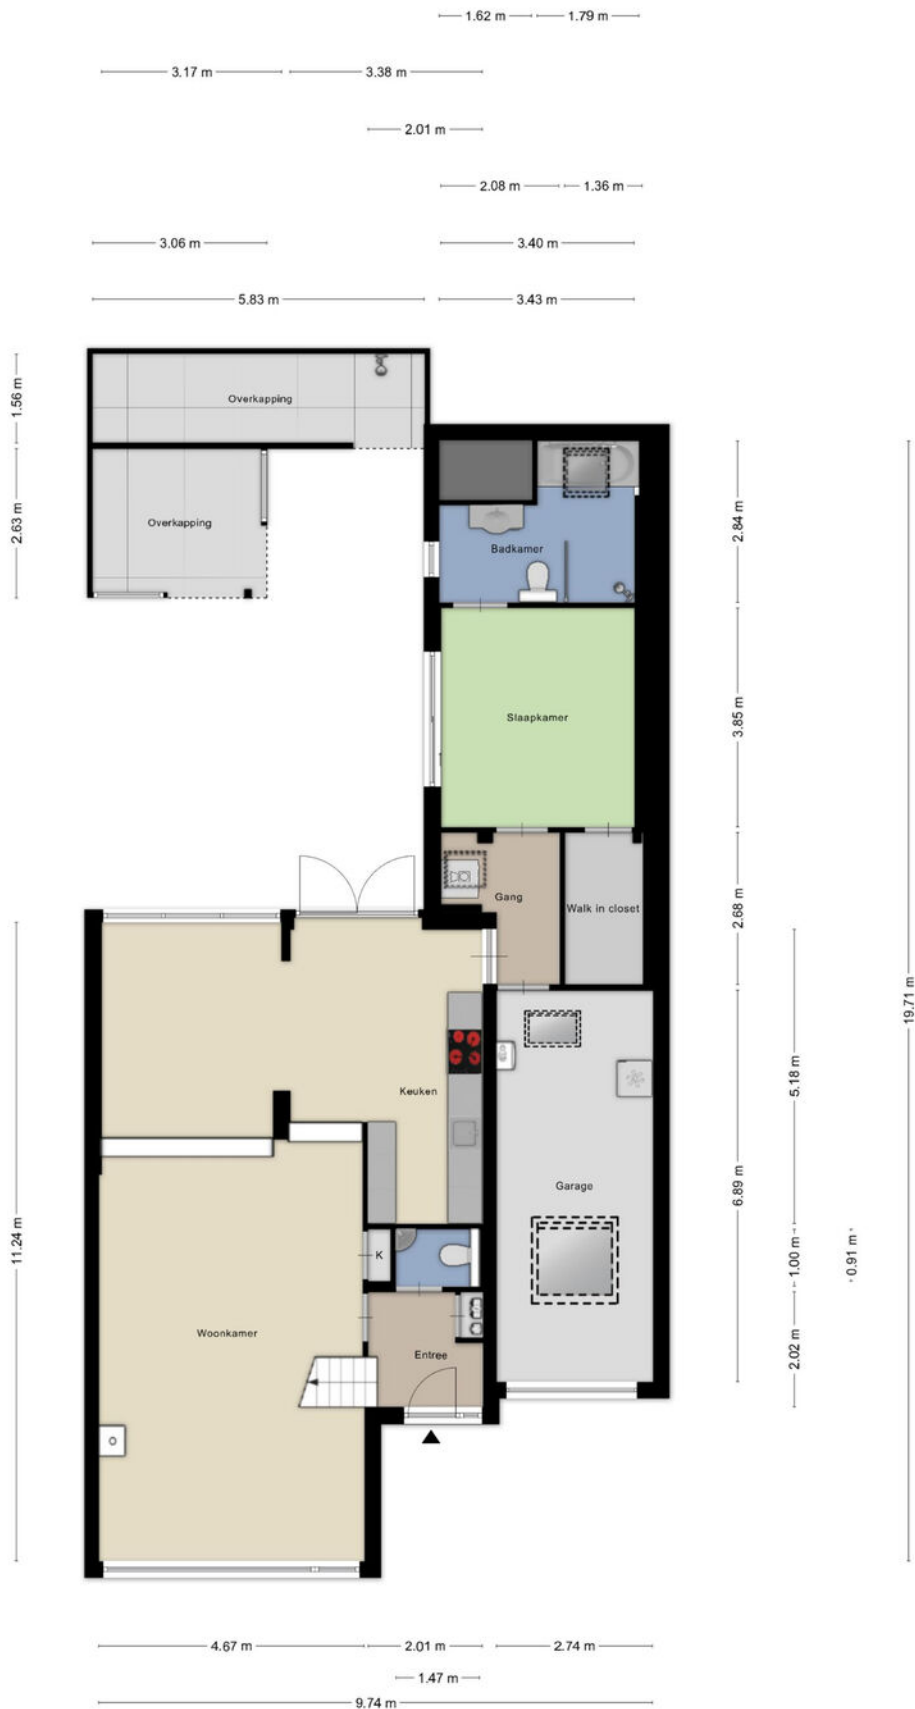 1.62 m 1.79 m
3.17 m 3.38 m
2.01 m
2.08 m 1.36 m
3.06 m 3.40 m
5.83 m 3.43 m
1.56 m
Overkapping
2.63 m
Overkapping
2.84 m
Badkamer
Slaapkamer
3.85 m
Gang
Walk in closet
2.68 m
19.71 m
Keuken
5.18 m
Garage
6.89 m
11.24 m
K
1.00 m
0.91 m
Woonkamer
Entree
2.02 m
4.67 m 2.01 m 2.74 m
1.47 m
9.74 m